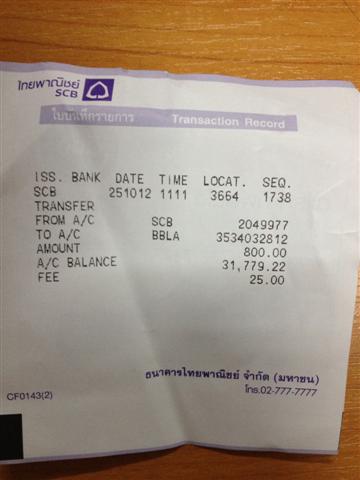 ไทยพาณิชย์
SCB
ใบบันทึกรายการ Transaction Record
ISS. BANK DATE TIME LOCAT. SEQ.
SCB 251012 1111 3664 1738
TRANSFER
FROM A/C SCB 2049977
TO A/C BBLA 3534032812
AMOUNT 800.00
A/C BALANCE 31,779.22
FEE 25.00
ธนาคารไทยพาณิชย์ จำกัด (มหาชน)
CF0143(2) โทร.02-777-7777